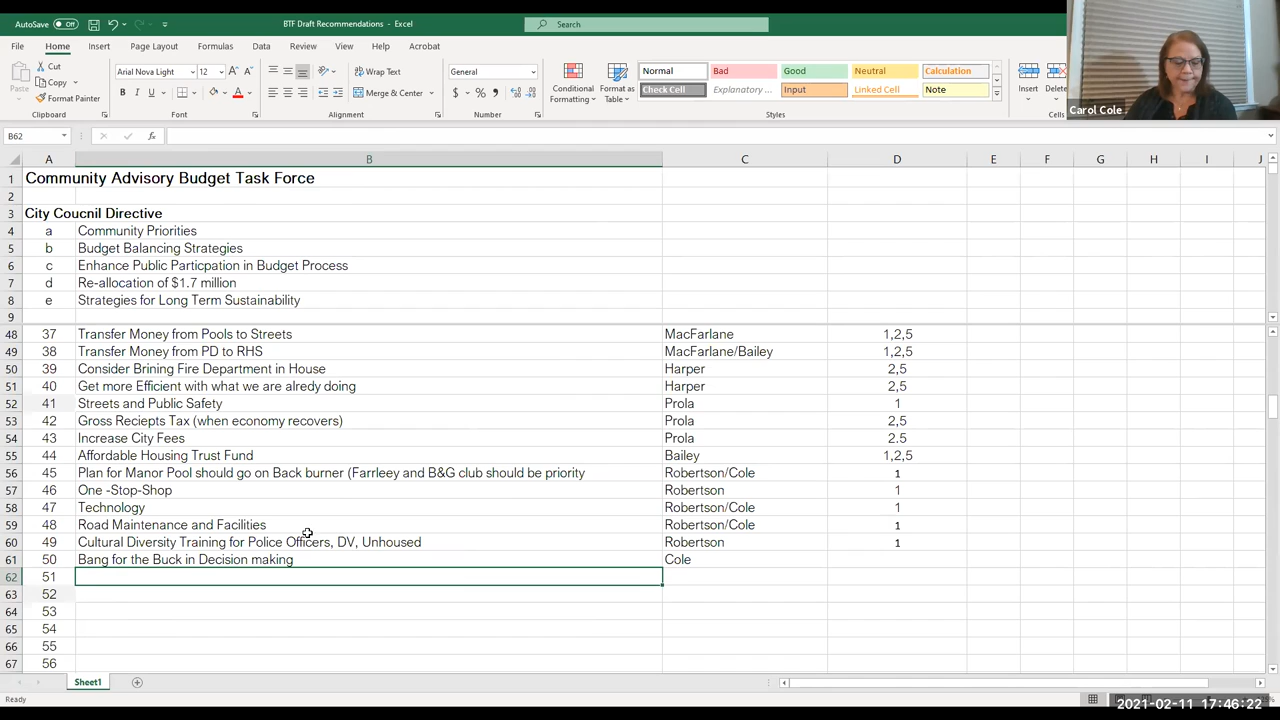 AutoSave Off BTF Draft Recommendations - Excel Search
File Home Insert Page Layout Formulas Data Review View Help Acrobat
Cut Arial Nova Light 12 Wrap Text General Normal Bad Good Neutral Calculation
Paste Copy Format Painter Merge & Center Conditional Formatting Format as Table Check Cell Explanatory ... Input Linked Cell Note Insert Delete
Clipboard Font Alignment Number Styles Cells
Carol Cole
B62 fx
A B C D E F G H I J
1 Community Advisory Budget Task Force
2
3 City Coucnil Directive
4 a Community Priorities
5 b Budget Balancing Strategies
6 c Enhance Public Particpation in Budget Process
7 d Re-allocation of $1.7 million
8 e Strategies for Long Term Sustainability
9
48 37 Transfer Money from Pools to Streets MacFarlane 1,2,5
49 38 Transfer Money from PD to RHS MacFarlane/Bailey 1,2,5
50 39 Consider Brining Fire Department in House Harper 2,5
51 40 Get more Efficient with what we are alredy doing Harper 2,5
52 41 Streets and Public Safety Prola 1
53 42 Gross Reciepts Tax (when economy recovers) Prola 2,5
54 43 Increase City Fees Prola 2.5
55 44 Affordable Housing Trust Fund Bailey 1,2,5
56 45 Plan for Manor Pool should go on Back burner (Farrleey and B&G club should be priority Robertson/Cole 1
57 46 One -Stop-Shop Robertson 1
58 47 Technology Robertson/Cole 1
59 48 Road Maintenance and Facilities Robertson/Cole 1
60 49 Cultural Diversity Training for Police Officers, DV, Unhoused Robertson 1
61 50 Bang for the Buck in Decision making Cole
62 51
63 52
64 53
65 54
66 55
67 56
Sheet1
Ready
2021-02-11 17:46:22